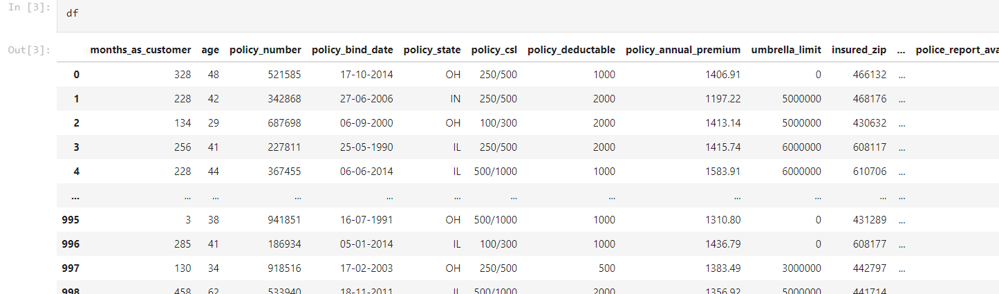 In [3]:
df
Out[3]:
months_as_customer age policy_number policy_bind_date policy_state policy_csl policy_deductable policy_annual_premium umbrella_limit insured_zip ... police_report_ava
0 328 48 521585 17-10-2014 OH 250/500 1000 1406.91 0 466132 ...
1 228 42 342868 27-06-2006 IN 250/500 2000 1197.22 5000000 468176 ...
2 134 29 687698 06-09-2000 OH 100/300 2000 1413.14 5000000 430632 ...
3 256 41 227811 25-05-1990 IL 250/500 2000 1415.74 6000000 608117 ...
4 228 44 367455 06-06-2014 IL 500/1000 1000 1583.91 6000000 610706 ...
... ... ... ... ... ... ... ... ... ... ... ...
995 3 38 941851 16-07-1991 OH 500/1000 1000 1310.80 0 431289 ...
996 285 41 186934 05-01-2014 IL 100/300 1000 1436.79 0 608177 ...
997 130 34 918516 17-02-2003 OH 250/500 500 1383.49 3000000 442797 ...
998 458 62 533940 18-11-2011 IL 500/1000 2000 1356.92 5000000 441714 ...